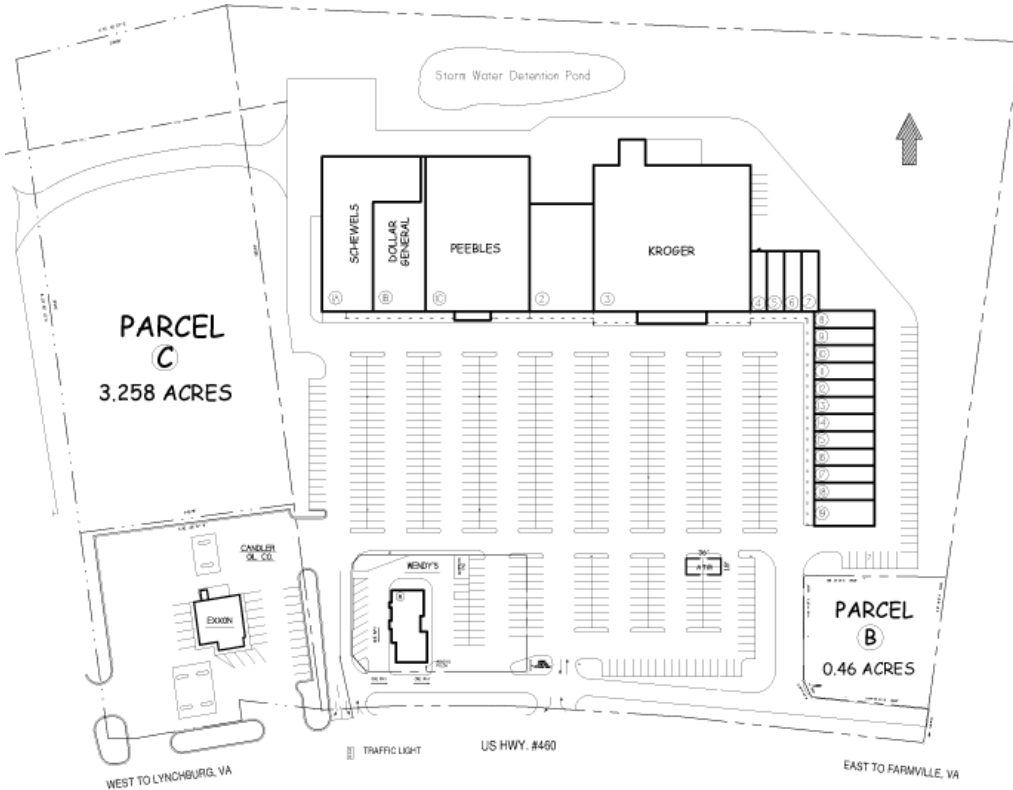 Storm Water Detention Pond
SCHEWELS
DOLLAR
GENERAL
PEEBLES
KROGER
1A
1B
1C
2
3
4
5
6
7
8
9
10
11
12
13
14
15
16
17
18
19
PARCEL
C
3.258 ACRES
CANDLER
OIL CO.
EXXON
WENDY'S
36'
ATM
18'
7
PARCEL
B
0.46 ACRES
TRAFFIC LIGHT
US HWY. #460
WEST TO LYNCHBURG, VA
EAST TO FARMVILLE, VA